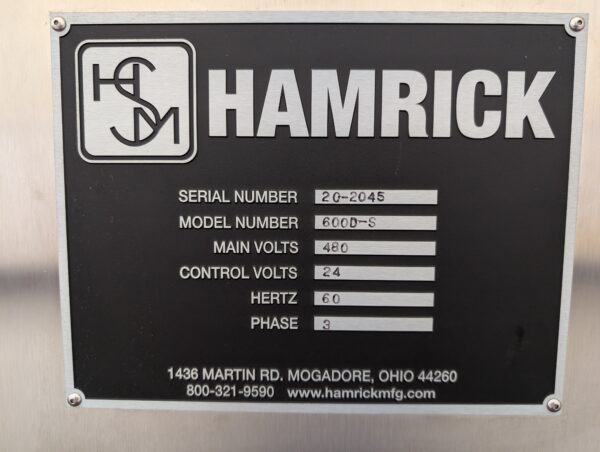 HSM
HAMRICK
SERIAL NUMBER 20-2045
MODEL NUMBER 600D-S
MAIN VOLTS 480
CONTROL VOLTS 24
HERTZ 60
PHASE 3
1436 MARTIN RD. MOGADORE, OHIO 44260
800-321-9590 www.hamrickmfg.com